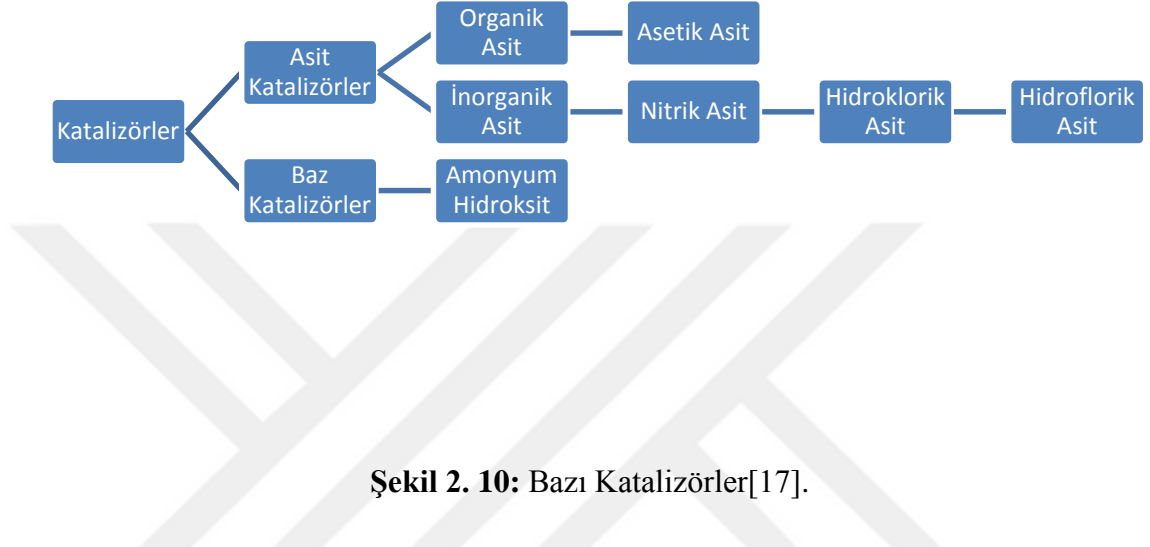 Organik
Asit
Asetik Asit
Asit
Katalizörler
İnorganik
Asit
Nitrik Asit
Hidroklorik
Asit
Hidroflorik
Asit
Katalizörler
Baz
Katalizörler
Amonyum
Hidroksit
Şekil 2. 10: Bazı Katalizörler[17].